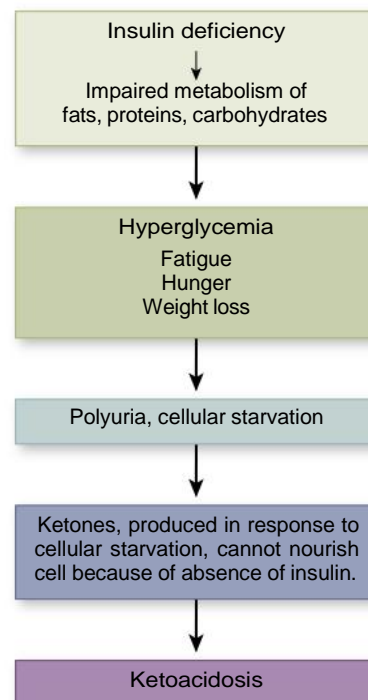 Insulin deficiency
Impaired metabolism of
fats, proteins, carbohydrates
Hyperglycemia
Fatigue
Hunger
Weight loss
Polyuria, cellular starvation
Ketones, produced in response to
cellular starvation, cannot nourish
cell because of absence of insulin.
Ketoacidosis